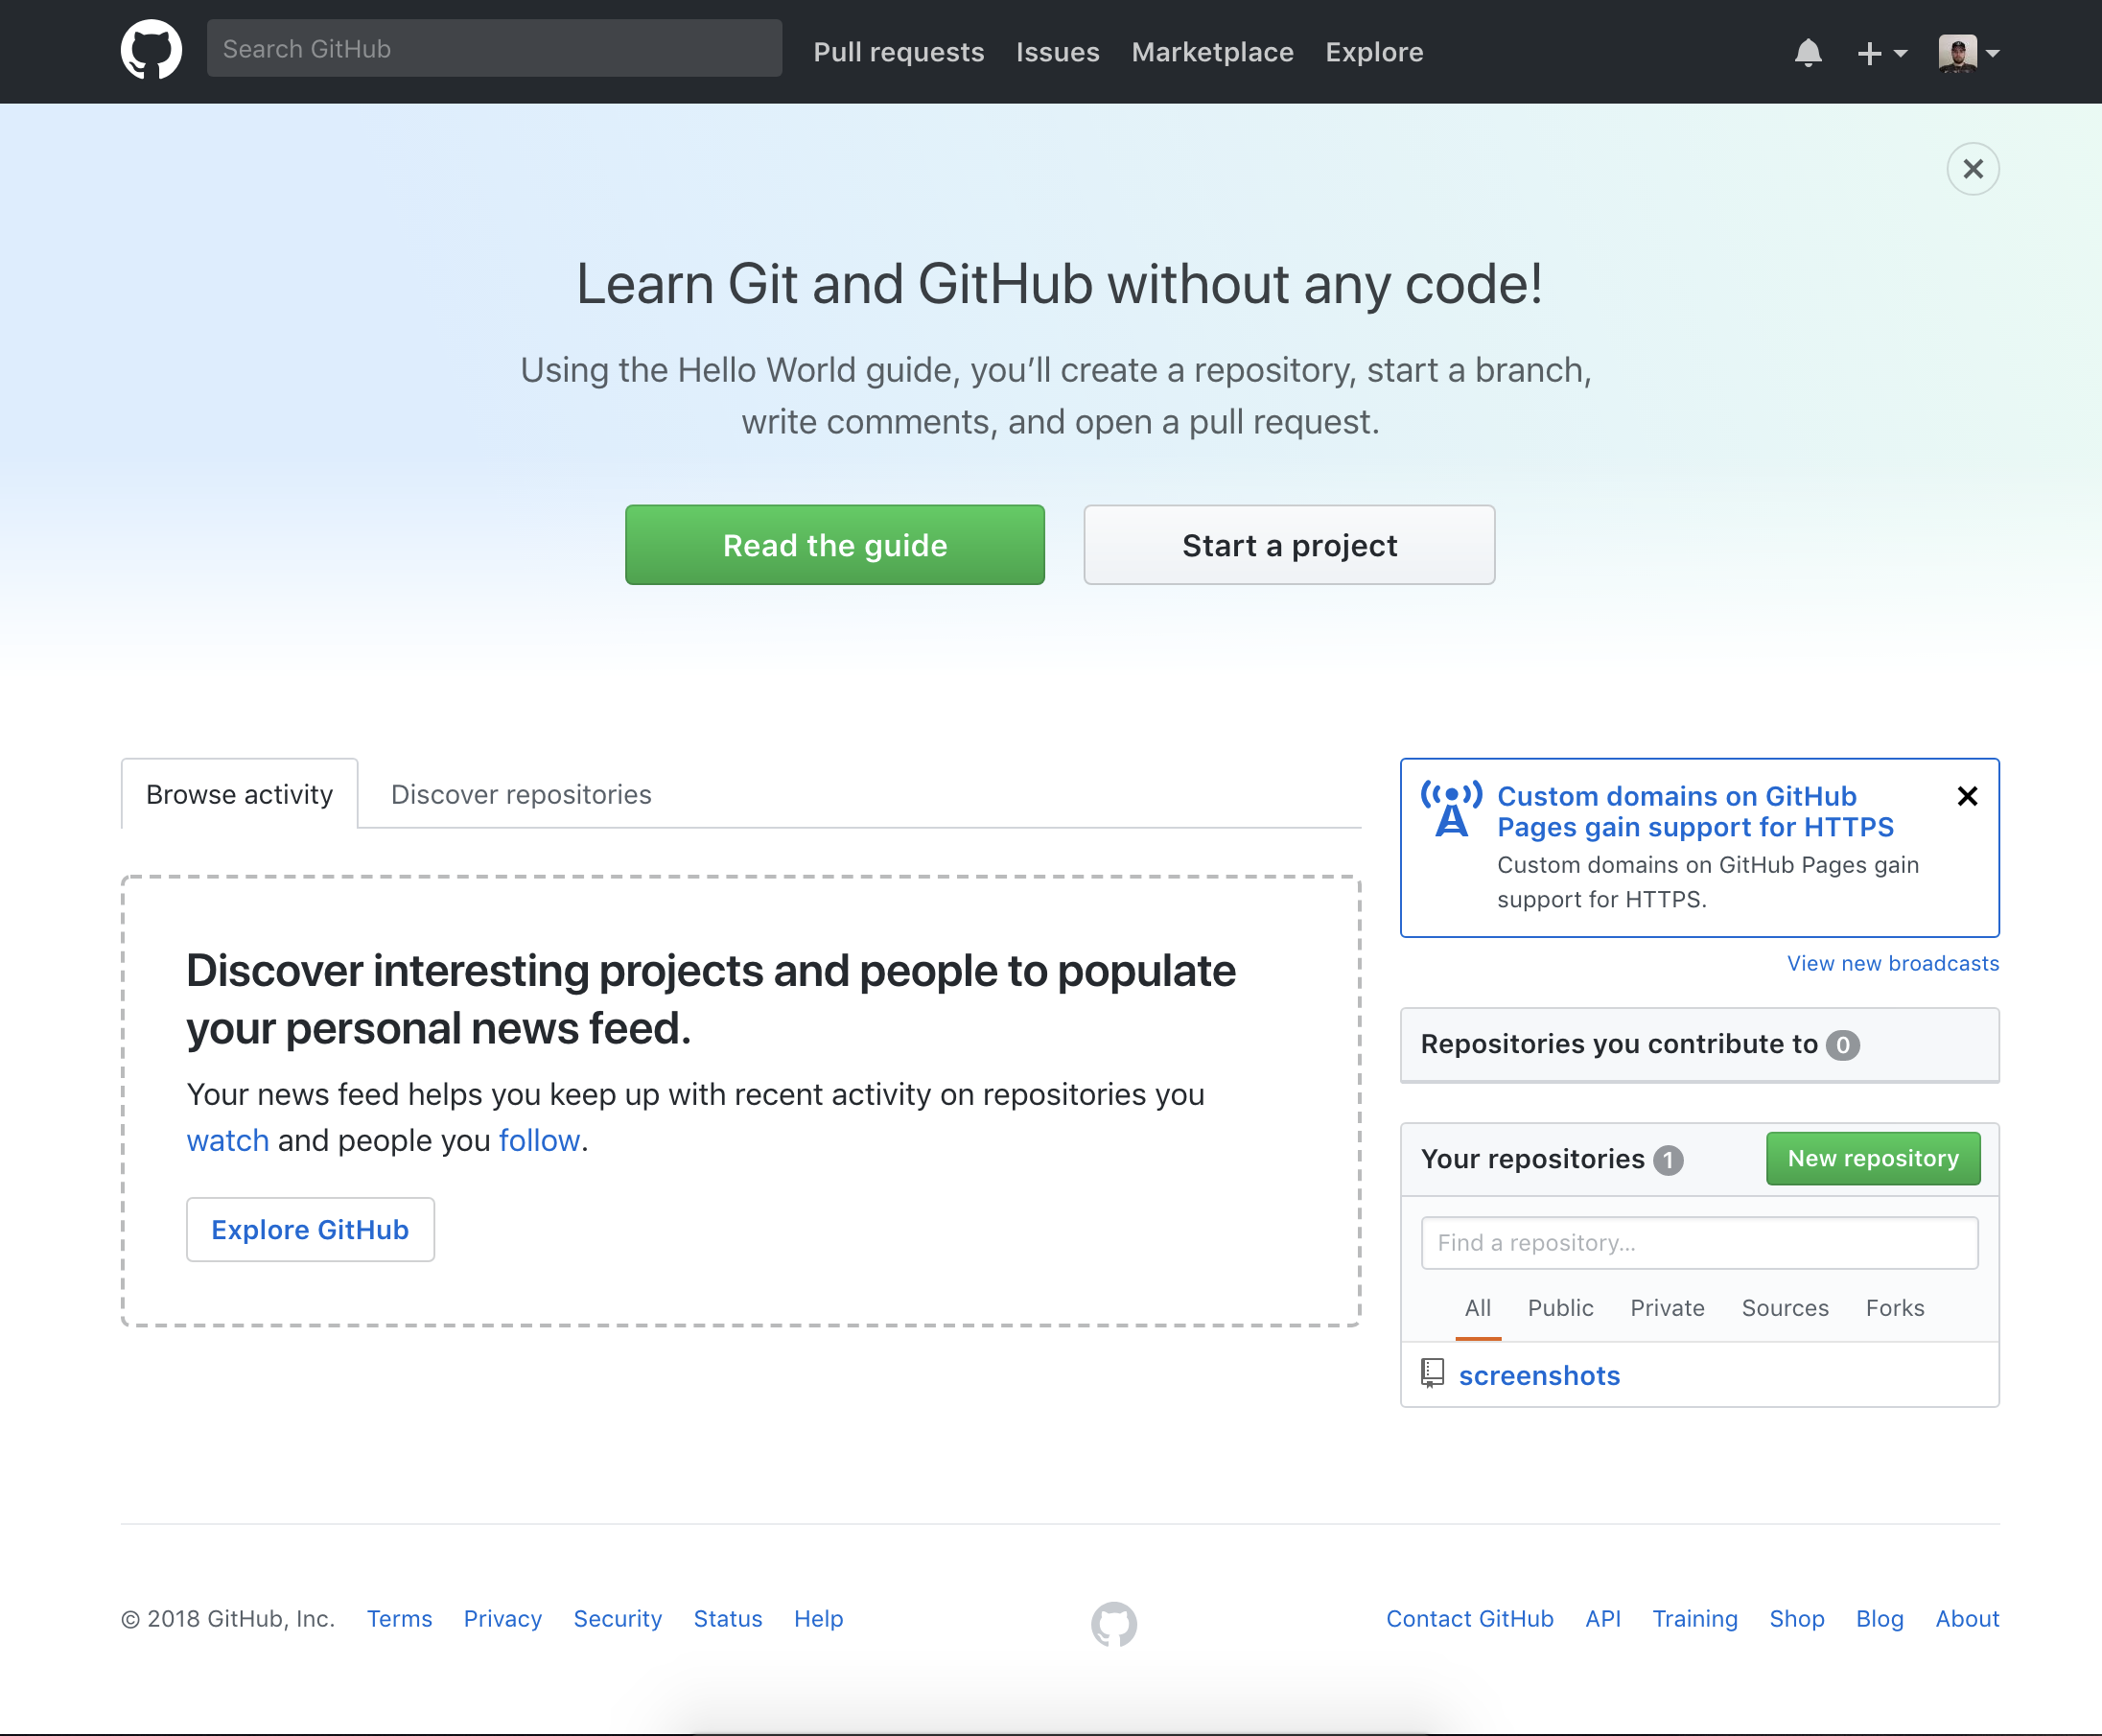 Search GitHub
Pull requests
Issues
Marketplace
Explore
Learn Git and GitHub without any code!
Using the Hello World guide, you’ll create a repository, start a branch,
write comments, and open a pull request.
Read the guide
Start a project
Browse activity
Discover repositories
Discover interesting projects and people to populate
your personal news feed.
Your news feed helps you keep up with recent activity on repositories you
watch and people you follow.
Explore GitHub
Custom domains on GitHub
Pages gain support for HTTPS
Custom domains on GitHub Pages gain
support for HTTPS.
View new broadcasts
Repositories you contribute to 0
Your repositories 1
New repository
Find a repository...
All
Public
Private
Sources
Forks
screenshots
© 2018 GitHub, Inc.
Terms
Privacy
Security
Status
Help
Contact GitHub
API
Training
Shop
Blog
About